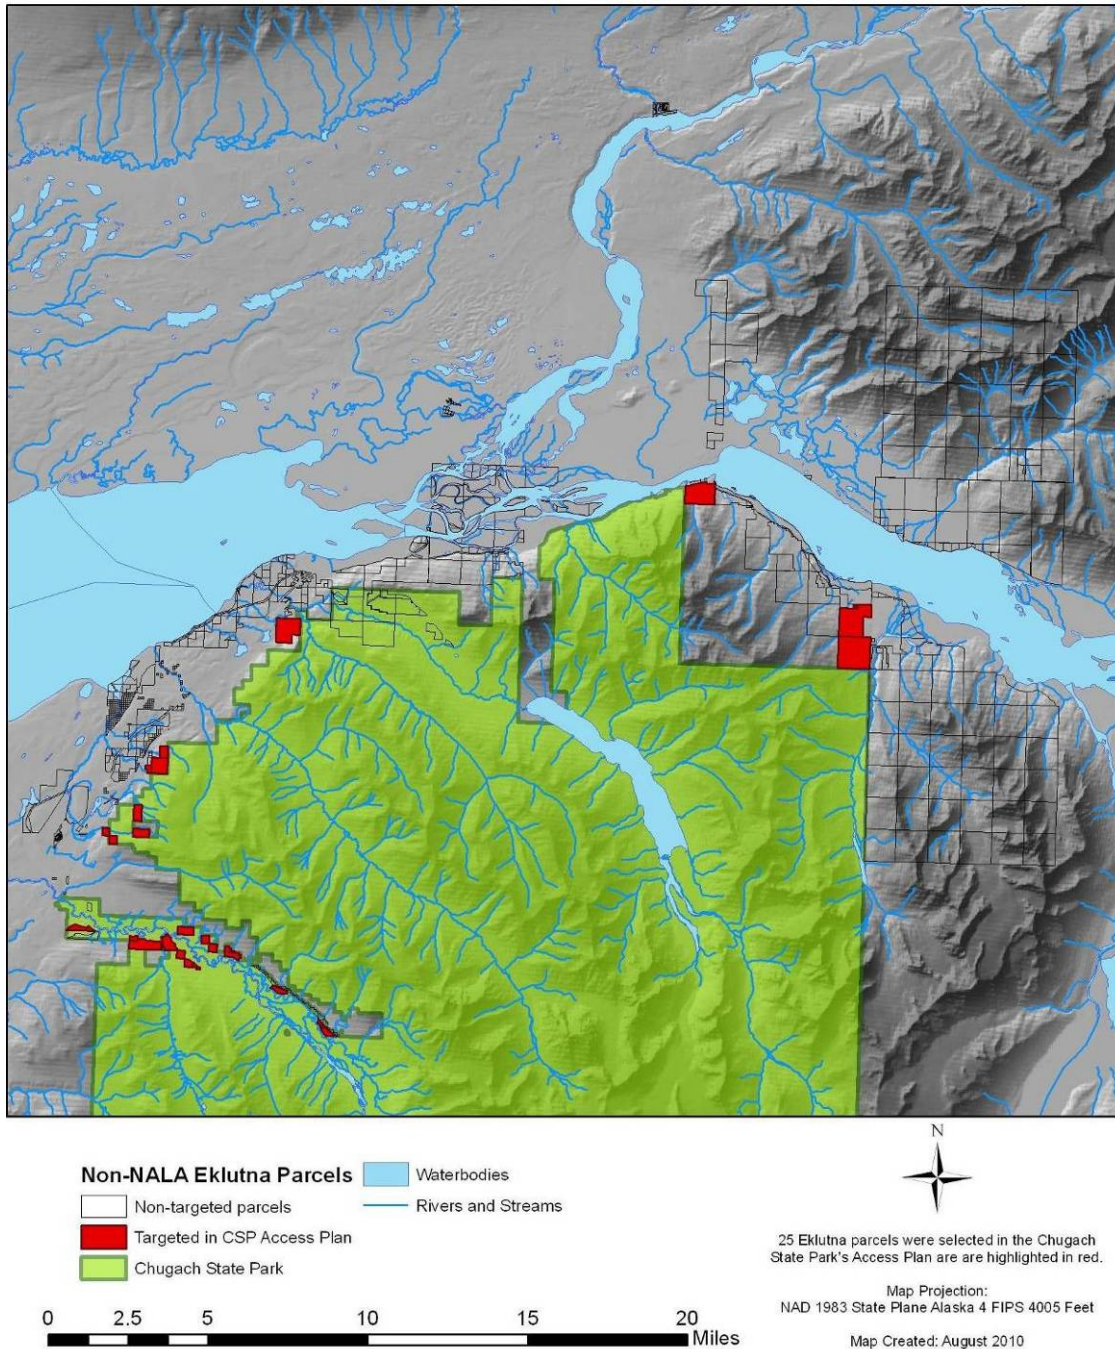 Non-NALA Eklutna Parcels
Non-targeted parcels
Targeted in CSP Access Plan
Chugach State Park
Waterbodies
Rivers and Streams
N
25 Eklutna parcels were selected in the Chugach
State Park's Access Plan are are highlighted in red.
Map Projection:
NAD 1983 State Plane Alaska 4 FIPS 4005 Feet
Map Created: August 2010
0 2.5 5 10 15 20
Miles